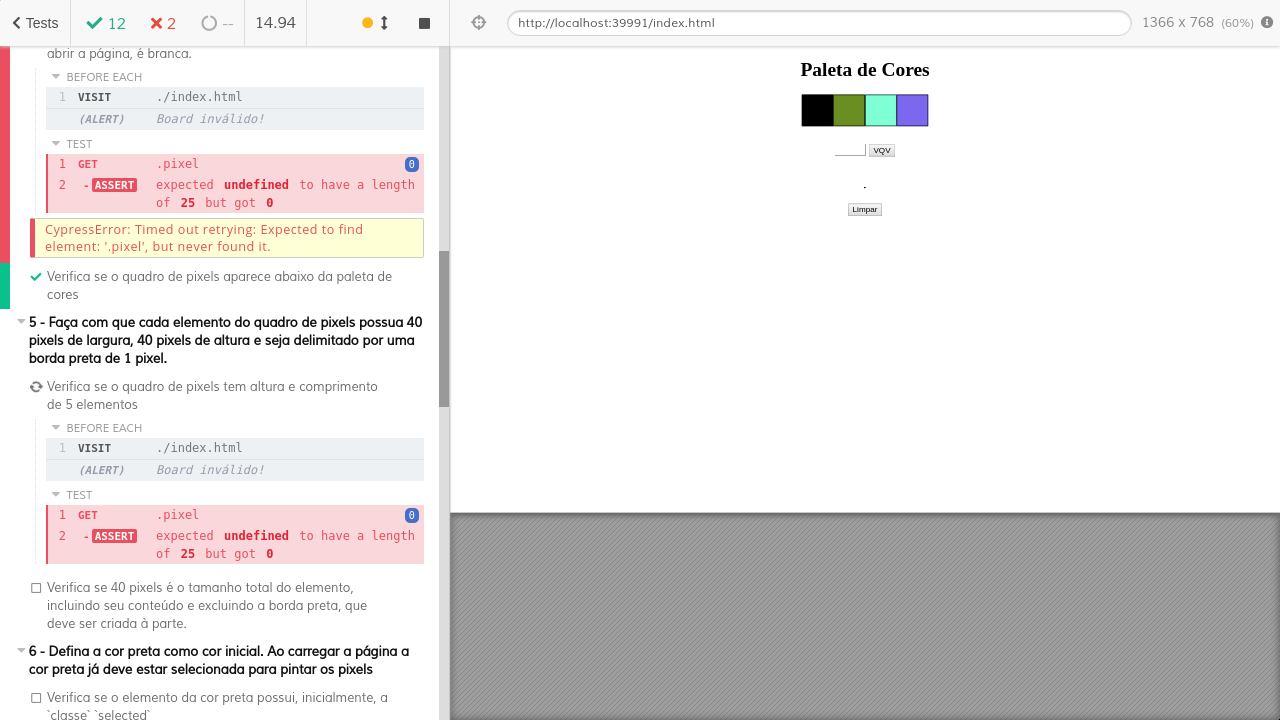 Tests
12
2
--
14.94
http://localhost:39991/index.html
1366 x 768 (60%)
abrir a página, é branca.
BEFORE EACH
1 VISIT ./index.html
(ALERT) Board inválido!
TEST
1 GET .pixel 0
2 -ASSERT expected undefined to have a length
of 25 but got 0
CypressError: Timed out retrying: Expected to find
element: '.pixel', but never found it.
Verifica se o quadro de pixels aparece abaixo da paleta de
cores
5 - Faça com que cada elemento do quadro de pixels possua 40
pixels de largura, 40 pixels de altura e seja delimitado por uma
borda preta de 1 pixel.
Verifica se o quadro de pixels tem altura e comprimento
de 5 elementos
BEFORE EACH
1 VISIT ./index.html
(ALERT) Board inválido!
TEST
1 GET .pixel 0
2 -ASSERT expected undefined to have a length
of 25 but got 0
Verifica se 40 pixels é o tamanho total do elemento,
incluindo seu conteúdo e excluindo a borda preta, que
deve ser criada à parte.
6 - Defina a cor preta como cor inicial. Ao carregar a página a
cor preta já deve estar selecionada para pintar os pixels
Verifica se o elemento da cor preta possui, inicialmente, a
`classe` `selected`
Paleta de Cores
VQV
Limpar